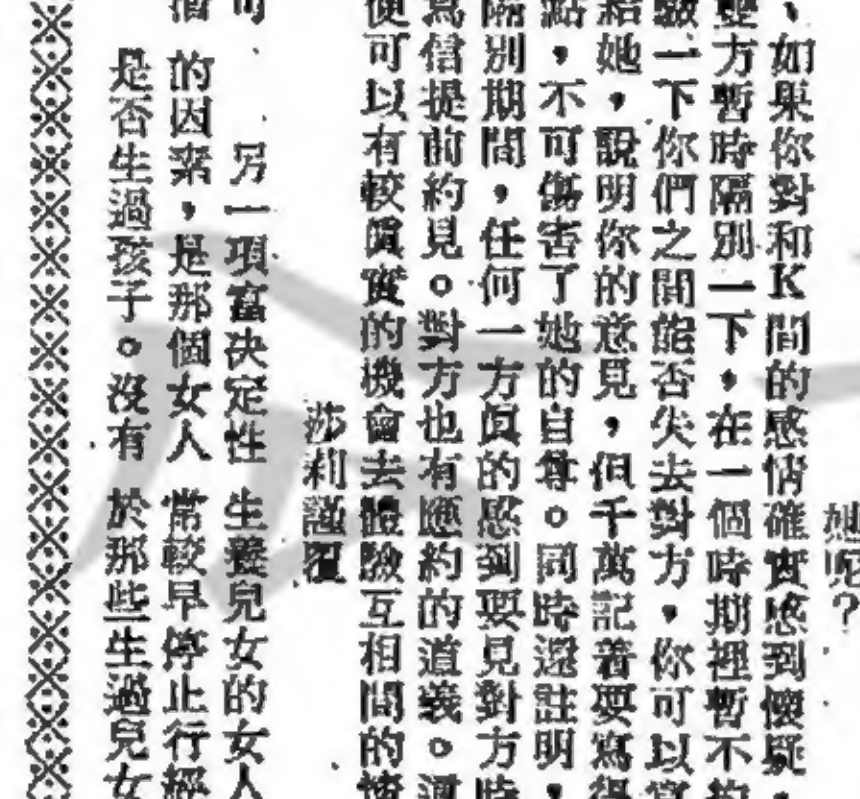 她呢?
、如果你對和K間的感情確實感到懷疑，
雙方暫時隔別一下，在一個時期裡暫不約
驗一下你們之間能否失去對方，你可以寫
給她，說明你的意見，但千萬記着要寫得
點，不可傷害了她的自尊。同時還註明，
隔別期間，任何一方眞的感到要見對方時
寫信提前約見。對方也有應約的道義。這
便可以有較眞實的機會去體驗互相間的情
莎利謹覆
另一項富决定性 生養兒女的女人
的因素，是那個女人 常較早停止行經
是否生過孩子。沒有 於那些生過兒女